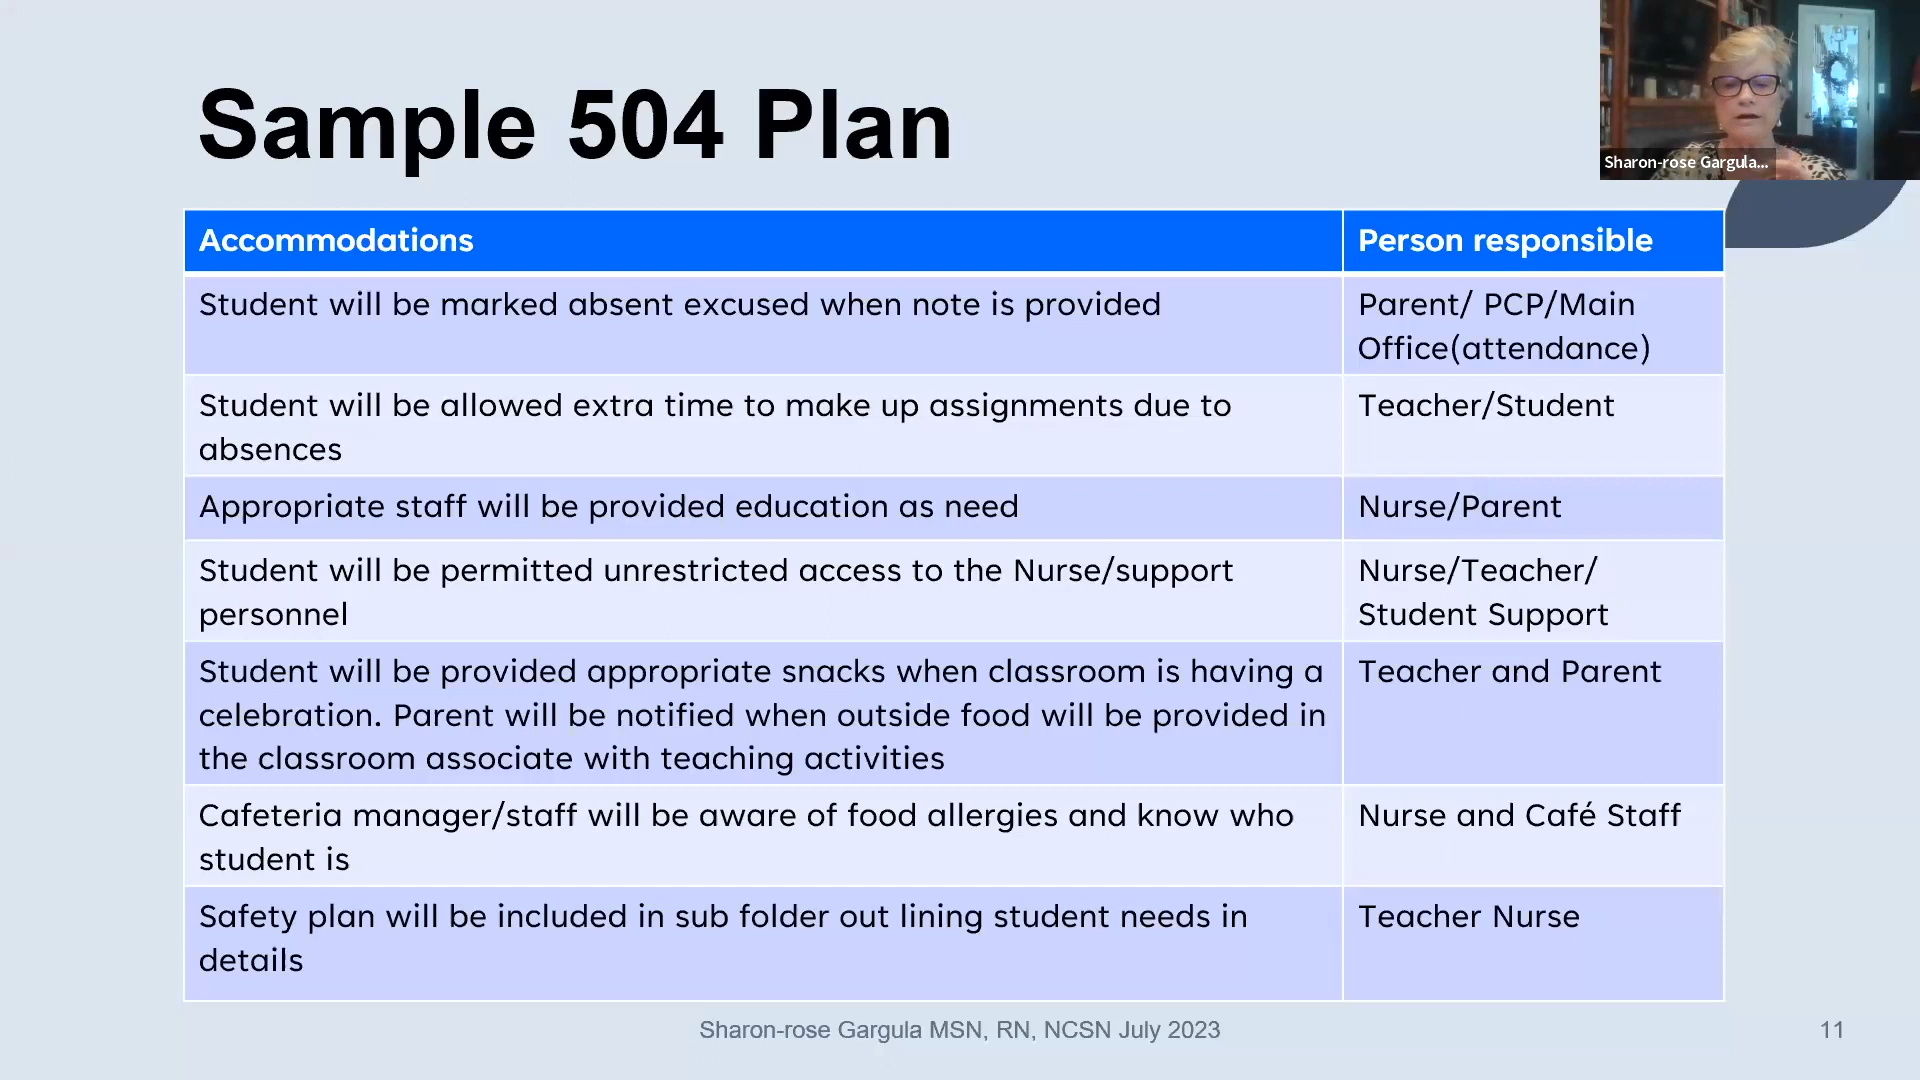 Sample 504 Plan
Sharon-rose Gargula...
Accommodations
Person responsible
Student will be marked absent excused when note is provided
Parent/ PCP/Main
Office(attendance)
Student will be allowed extra time to make up assignments due to
absences
Teacher/Student
Appropriate staff will be provided education as need
Nurse/Parent
Student will be permitted unrestricted access to the Nurse/support
personnel
Nurse/Teacher/
Student Support
Student will be provided appropriate snacks when classroom is having a
celebration. Parent will be notified when outside food will be provided in
the classroom associate with teaching activities
Teacher and Parent
Cafeteria manager/staff will be aware of food allergies and know who
student is
Nurse and Café Staff
Safety plan will be included in sub folder out lining student needs in
details
Teacher Nurse
Sharon-rose Gargula MSN, RN, NCSN July 2023
11